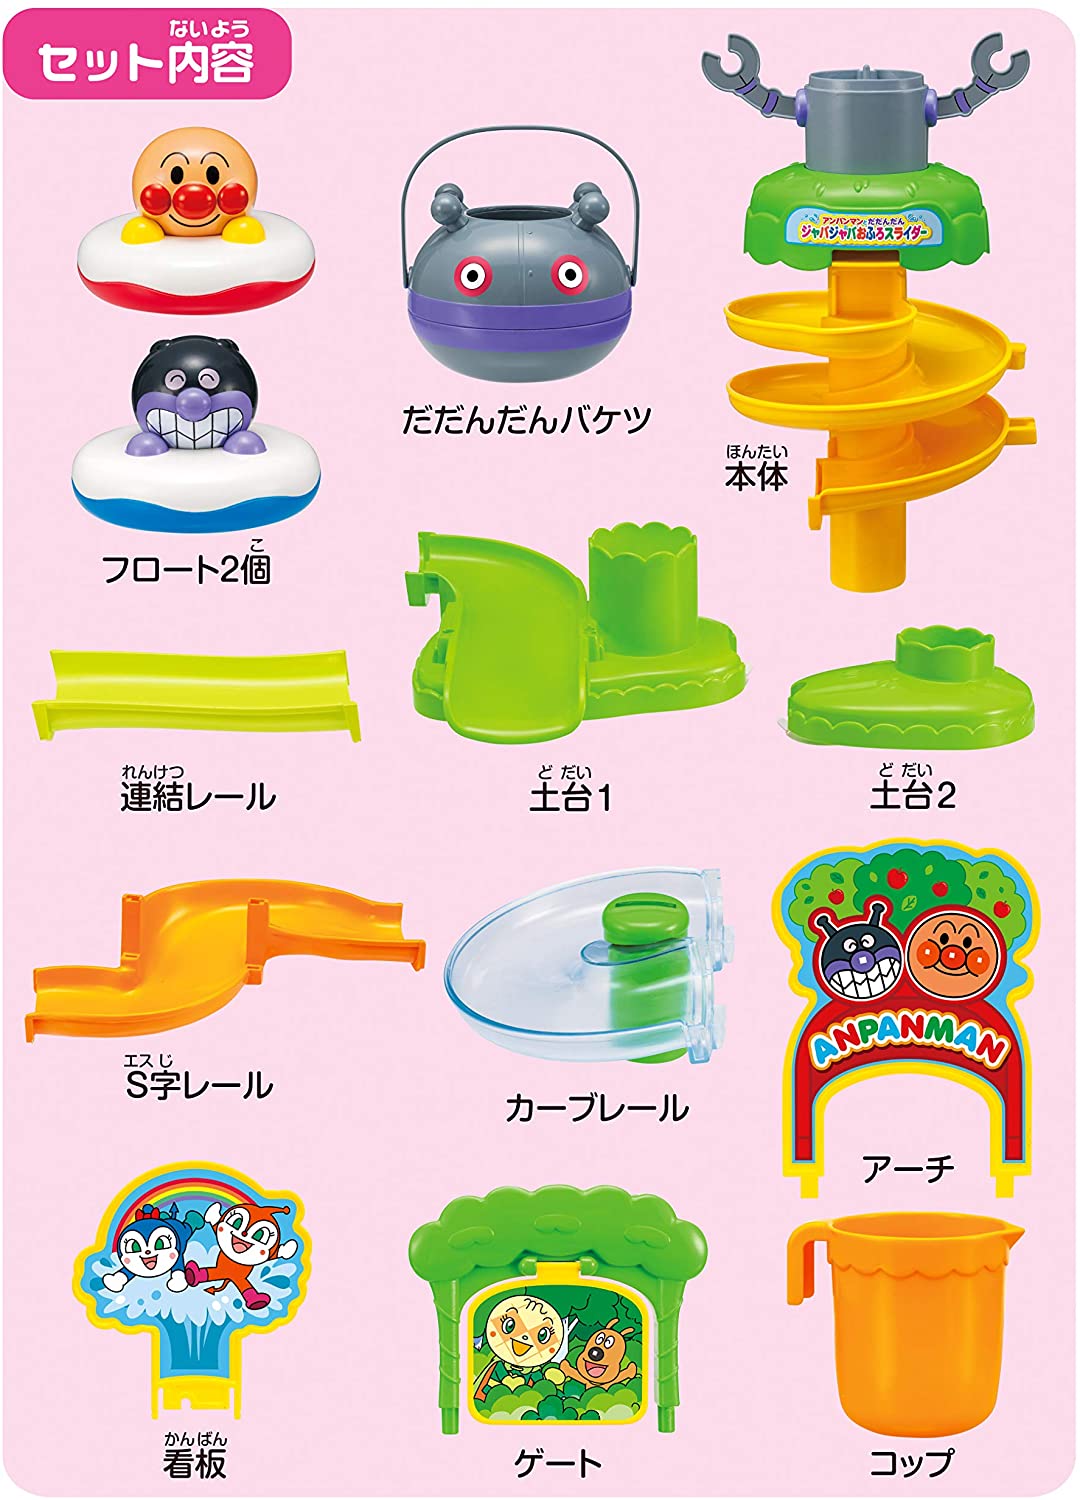 ないよう
セット内容
アンパンマンとだだんだん
ジャバジャバおふろスライダー
だだんだんバケツ
ほんたい
本体
こ
フロート2個
れんけつ
連結レール
ど だい
土台1
ど だい
土台2
エス じ
S字レール
カーブレール
ANPANMAN
アーチ
かんばん
看板
ゲート
コップ